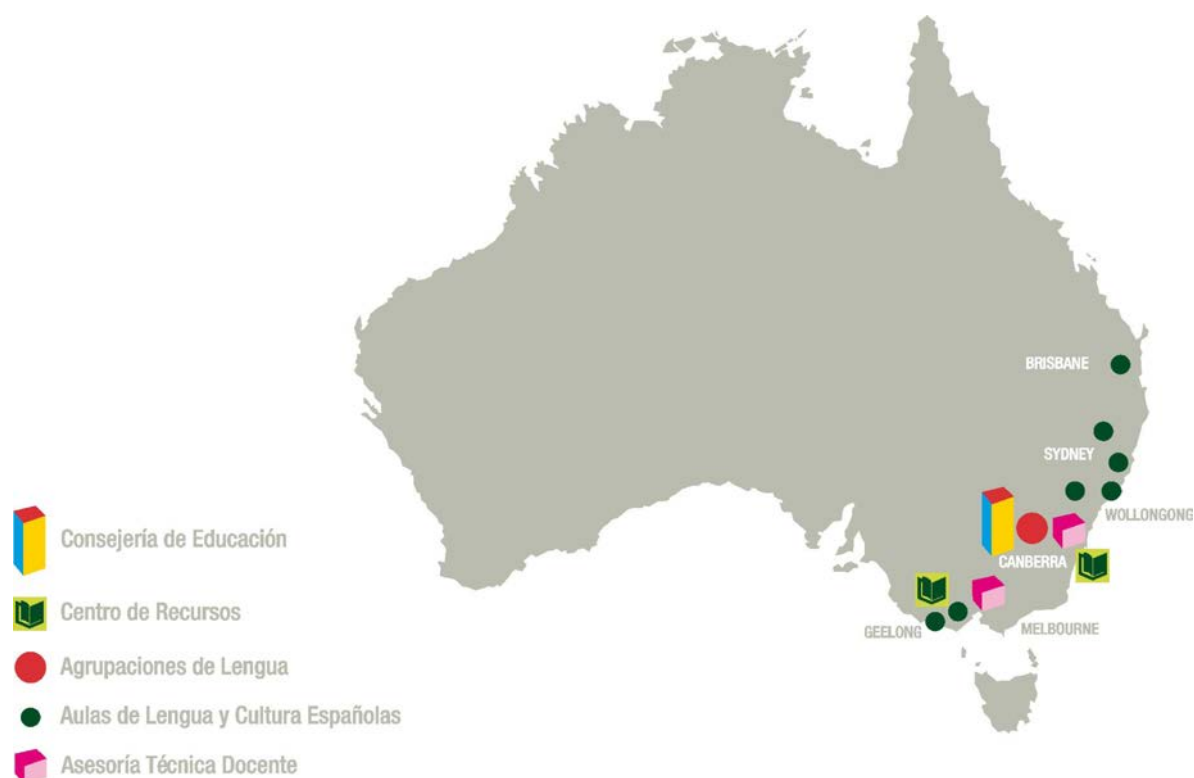 BRISBANE
SYDNEY
WOLLONGONG
CANBERRA
GEELONG
MELBOURNE
Consejería de Educación
Centro de Recursos
Agrupaciones de Lengua
Aulas de Lengua y Cultura Españolas
Asesoría Técnica Docente